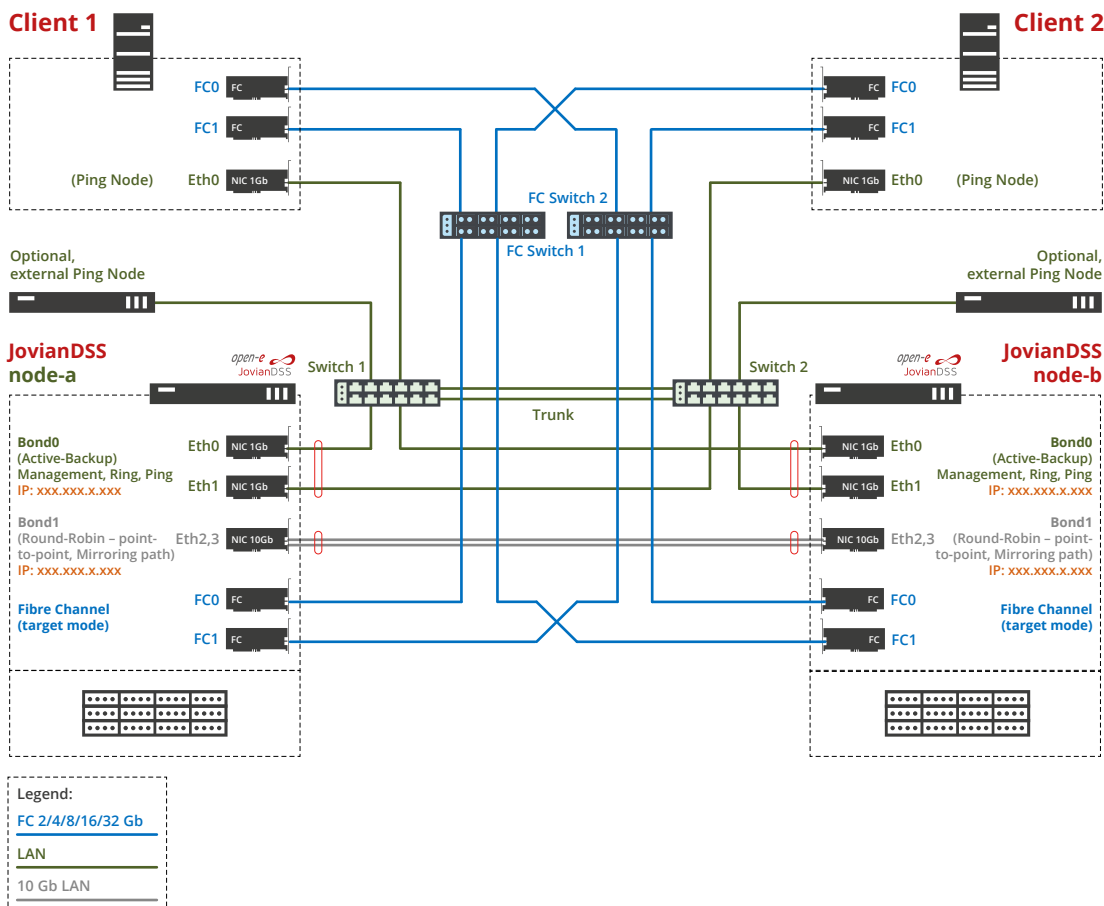 Client 1
Client 2
FC0
FC
FC
FC0
FC1
FC
FC
FC1
(Ping Node)
Eth0
NIC 1Gb
NIC 1Gb
Eth0
(Ping Node)
FC Switch 2
FC Switch 1
Optional,
external Ping Node
Optional,
external Ping Node
JovianDSS
node-a
open-e
JovianDSS
Switch 1
Switch 2
open-e
JovianDSS
JovianDSS
node-b
Trunk
Bond0
(Active-Backup)
Management, Ring, Ping
IP: xxx.xxx.x.xxx
Eth0
NIC 1Gb
Eth1
NIC 1Gb
NIC 1Gb
Eth0
NIC 1Gb
Eth1
Bond0
(Active-Backup)
Management, Ring, Ping
IP: xxx.xxx.x.xxx
Bond1
(Round-Robin – point-
to-point, Mirroring path)
IP: xxx.xxx.x.xxx
Eth2,3
NIC 10Gb
NIC 10Gb
Eth2,3
Bond1
(Round-Robin – point-
to-point, Mirroring path)
IP: xxx.xxx.x.xxx
Fibre Channel
(target mode)
FC0
FC
FC1
FC
FC
FC0
FC
FC1
Fibre Channel
(target mode)
Legend:
FC 2/4/8/16/32 Gb
LAN
10 Gb LAN